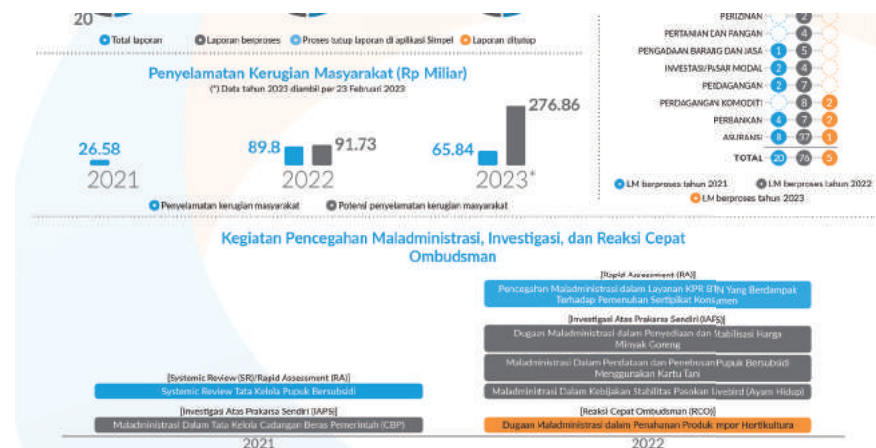 20
Total laporan Laporan berproses Proses tutup laporan di aplikasi Simpel Laporan ditutup
Penyelamatan Kerugian Masyarakat (Rp Miliar)
(*) Data tahun 2023 diambil per 23 Februari 2023
26.58
89.8
91.73
65.84
276.86
2021
2022
2023*
Penyelamatan kerugian masyarakat Potensi penyelamatan kerugian masyarakat
PERIZINAN 2
PERTANIAN DAN PANGAN 4
PENGADAAN BARANG DAN JASA 1 5
INVESTASI/PASAR MODAL 2 4
PERDAGANGAN 2 7
PERDAGANGAN KOMODITI 8 2
PERBANKAN 4 7 2
ASURANSI 8 37 1
TOTAL 20 76 5
LM berproses tahun 2021 LM berproses tahun 2022
LM berproses tahun 2023
Kegiatan Pencegahan Maladministrasi, Investigasi, dan Reaksi Cepat
Ombudsman
[Systemic Review (SR)/Rapid Assessment (RA)]
Systemic Review Tata Kelola Pupuk Bersubsidi
[Investigasi Atas Prakarsa Sendiri (IAPS)]
Maladministrasi Dalam Tata Kelola Cadangan Beras Pemerintah (CBP)
2021
[Rapid Assessment (RA)]
Pencegahan Maladministrasi dalam Layanan KPR BTN Yang Berdampak
Terhadap Pemenuhan Sertipikat Konsumen
[Investigasi Atas Prakarsa Sendiri (IAPS)]
Dugaan Maladministrasi dalam Penyediaan dan Stabilisasi Harga
Minyak Goreng
Maladministrasi Dalam Pendataan dan Penebusan Pupuk Bersubsidi
Menggunakan Kartu Tani
Maladministrasi Dalam Kebijakan Stabilitas Pasokan Livebird (Ayam Hidup)
[Reaksi Cepat Ombudsman (RCO)]
Dugaan Maladministrasi dalam Penahanan Produk Impor Hortikultura
2022